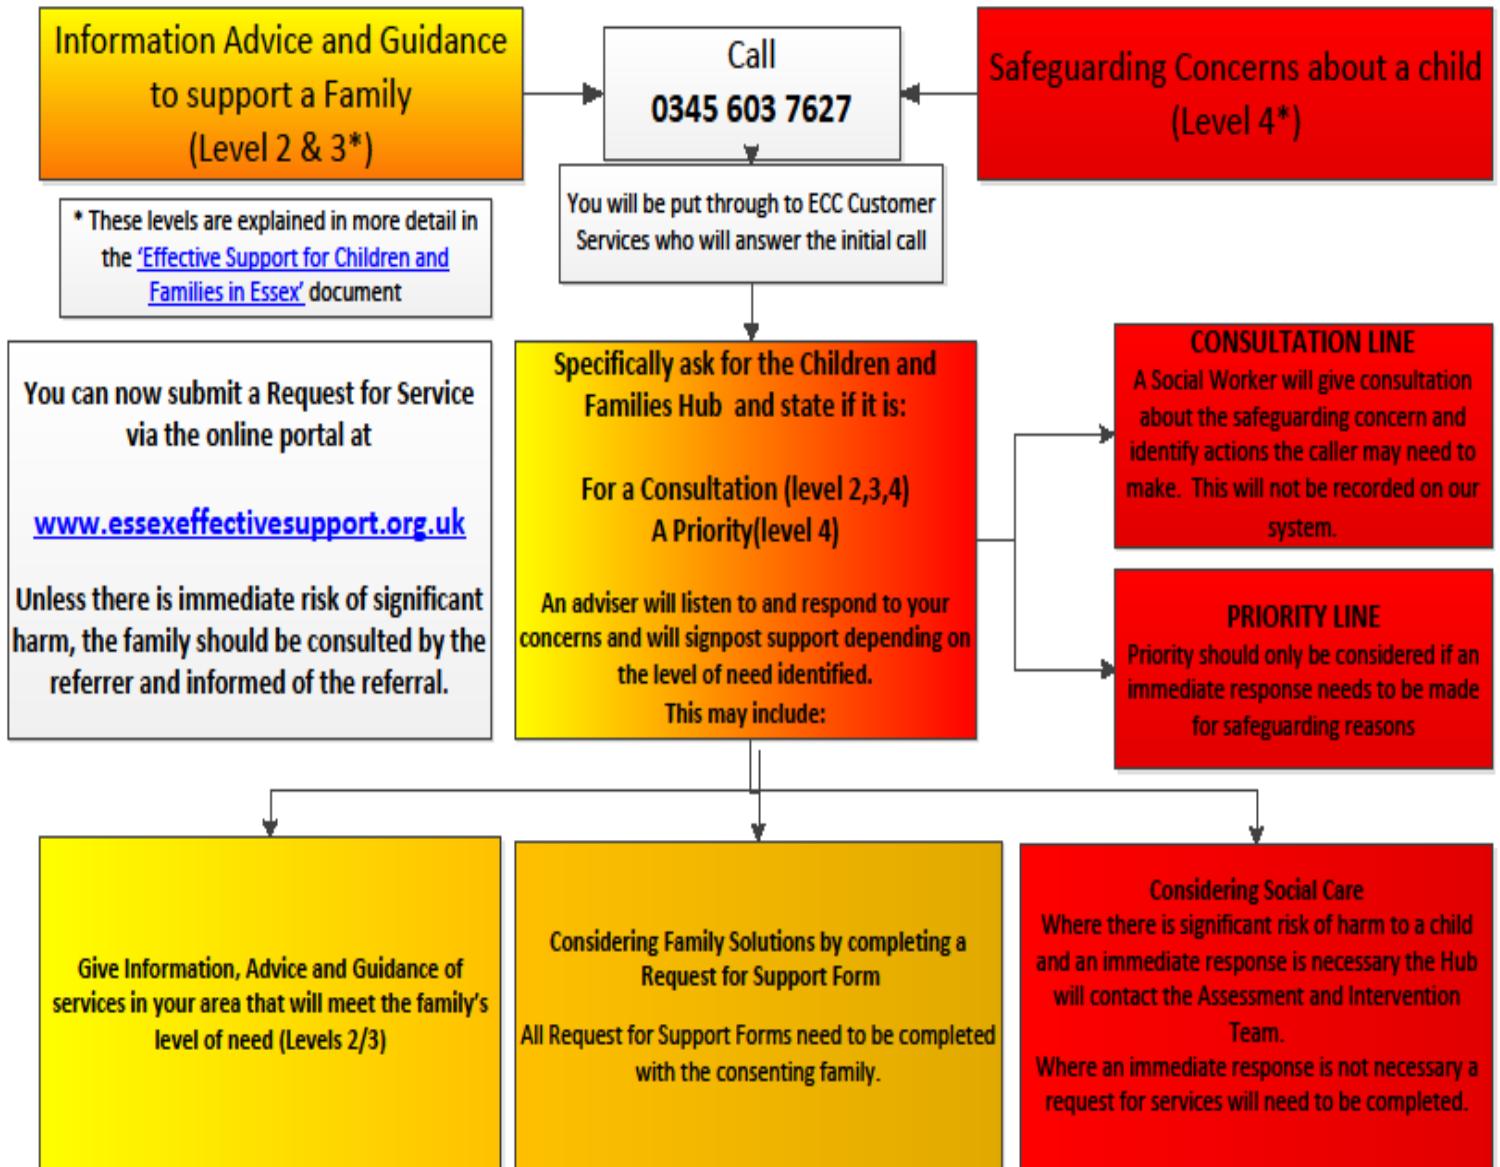 Information Advice and Guidance
to support a Family
(Level 2 & 3*)
Call
0345 603 7627
Safeguarding Concerns about a child
(Level 4*)
* These levels are explained in more detail in
the 'Effective Support for Children and
Families in Essex' document
You will be put through to ECC Customer
Services who will answer the initial call
You can now submit a Request for Service
via the online portal at
www.essexeffectivesupport.org.uk
Unless there is immediate risk of significant
harm, the family should be consulted by the
referrer and informed of the referral.
Specifically ask for the Children and
Families Hub and state if it is:
For a Consultation (level 2,3,4)
A Priority(level 4)
An adviser will listen to and respond to your
concerns and will signpost support depending on
the level of need identified.
This may include:
CONSULTATION LINE
A Social Worker will give consultation
about the safeguarding concern and
identify actions the caller may need to
make. This will not be recorded on our
system.
PRIORITY LINE
Priority should only be considered if an
immediate response needs to be made
for safeguarding reasons
Give Information, Advice and Guidance of
services in your area that will meet the family's
level of need (Levels 2/3)
Considering Family Solutions by completing a
Request for Support Form
All Request for Support Forms need to be completed
with the consenting family.
Considering Social Care
Where there is significant risk of harm to a child
and an immediate response is necessary the Hub
will contact the Assessment and Intervention
Team.
Where an immediate response is not necessary a
request for services will need to be completed.